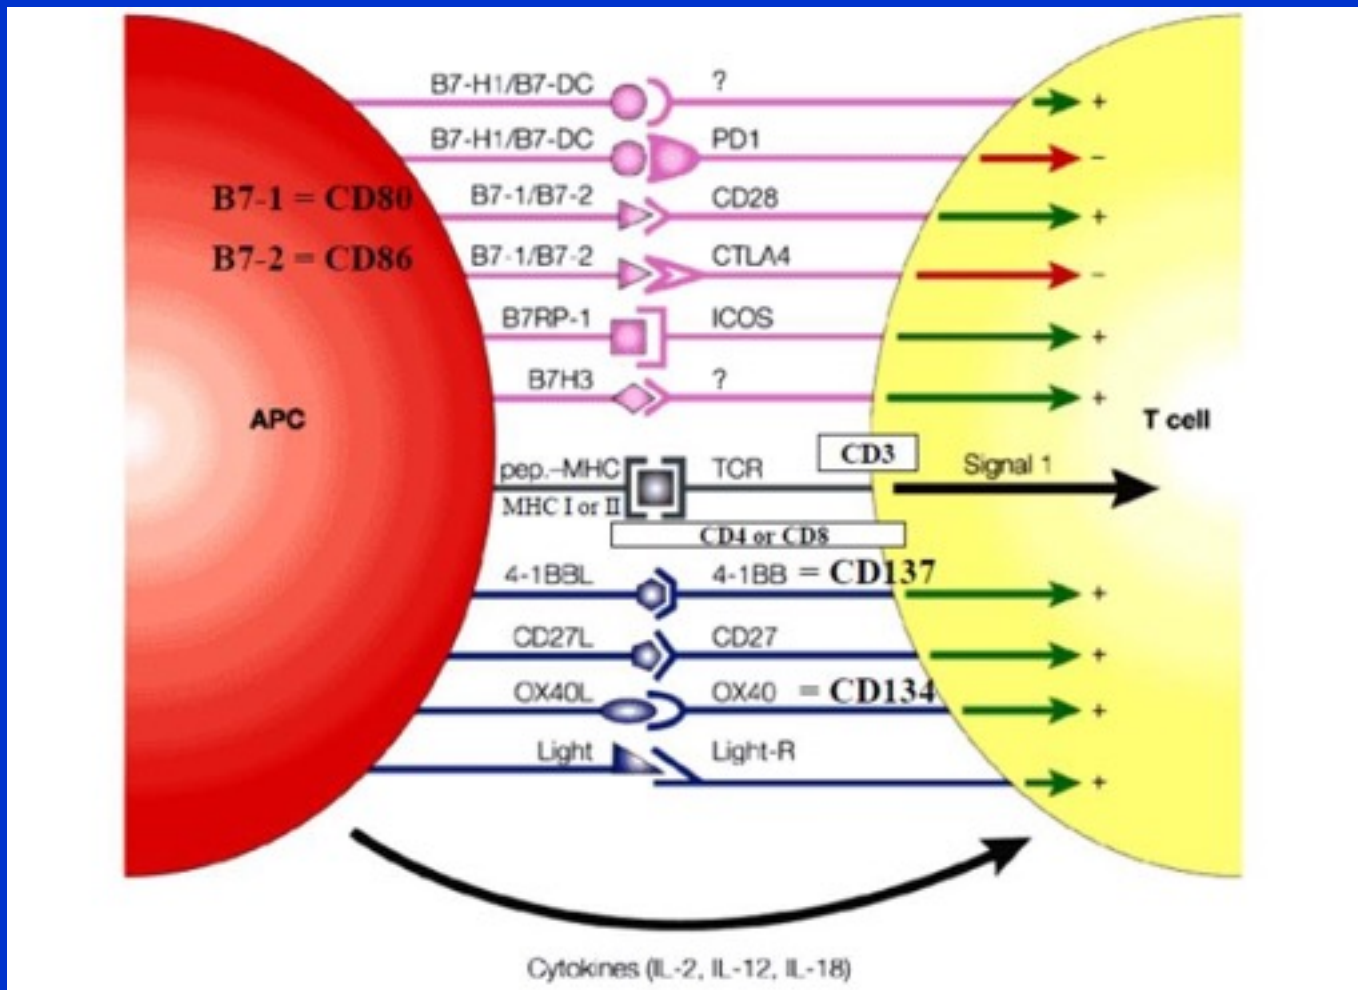 B7-H1/B7-DC ? +
B7-H1/B7-DC PD1 –
B7-1 = CD80 B7-1/B7-2 CD28 +
B7-2 = CD86 B7-1/B7-2 CTLA4 –
B7RP-1 ICOS +
B7H3 ? +
APC T cell
pep.–MHC TCR CD3 Signal 1
MHC I or II
CD4 or CD8
4-1BBL 4-1BB = CD137 +
CD27L CD27 +
OX40L OX40 = CD134 +
Light Light-R +
Cytokines (IL-2, IL-12, IL-18)